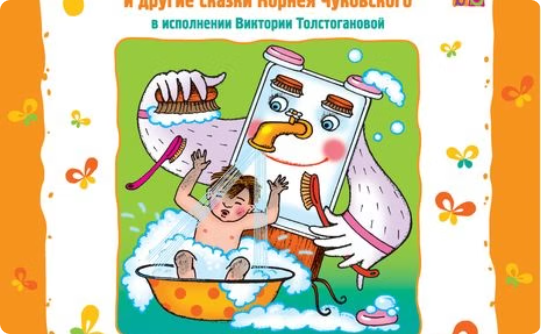 и другие сказки Корнея Чуковского
в исполнении Виктории Толстогановой